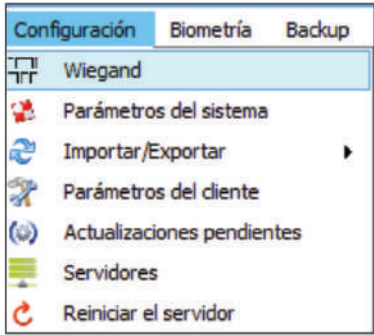 Configuración Biometría Backup
Wiegand
Parámetros del sistema
Importar/Exportar
Parámetros del cliente
Actualizaciones pendientes
Servidores
Reiniciar el servidor